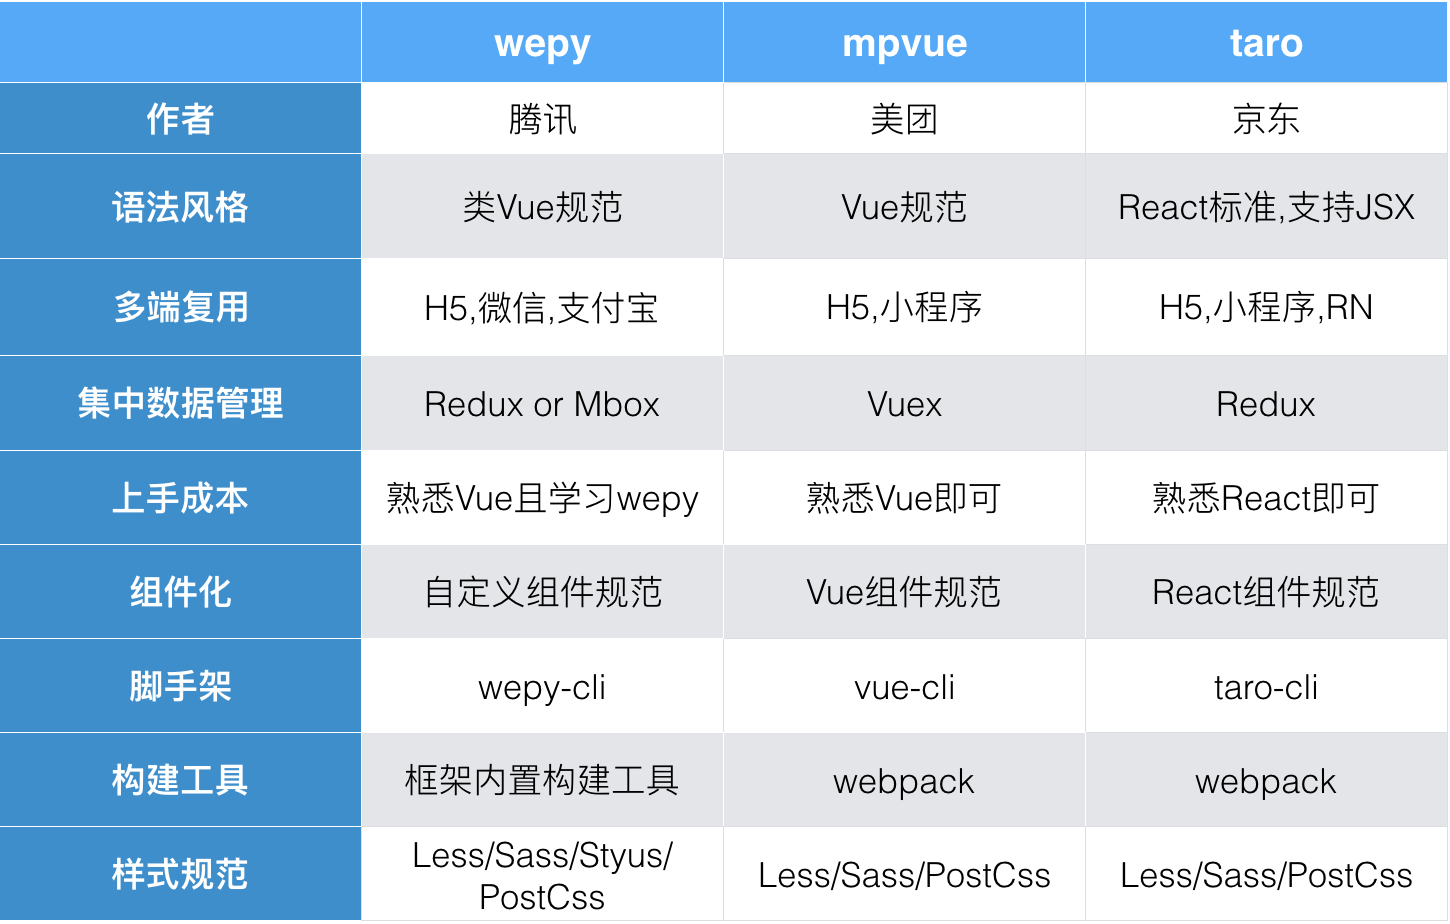 wepy mpvue taro
作者 腾讯 美团 京东
语法风格 类Vue规范 Vue规范 React标准,支持JSX
多端复用 H5,微信,支付宝 H5,小程序 H5,小程序,RN
集中数据管理 Redux or Mbox Vuex Redux
上手成本 熟悉Vue且学习wepy 熟悉Vue即可 熟悉React即可
组件化 自定义组件规范 Vue组件规范 React组件规范
脚手架 wepy-cli vue-cli taro-cli
构建工具 框架内置构建工具 webpack webpack
样式规范 Less/Sass/Styus/
PostCss Less/Sass/PostCss Less/Sass/PostCss